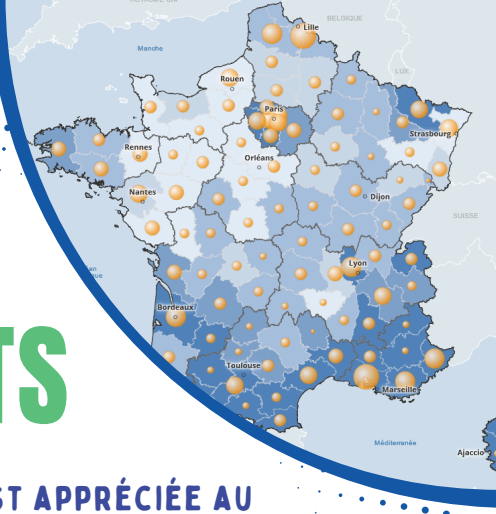 BELGIQUE
Lille
Manche
LUX.
Rouen
Paris
Strasbourg
Rennes
Orléans
Nantes
Dijon
SUISSE
Lyon
Bordeaux
Toulouse
Marseille
TS
Méditerranée
Ajaccio
ST APPRÉCIÉE AU